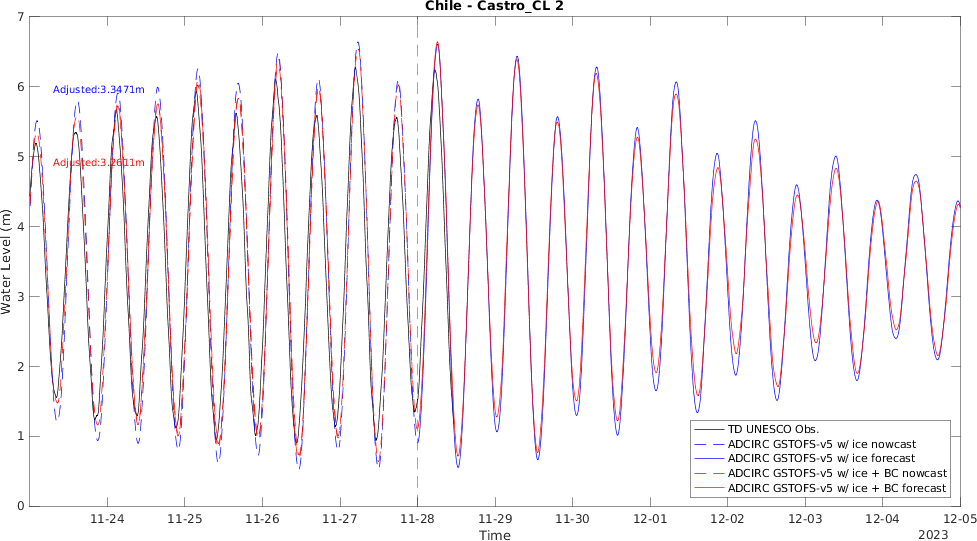 Chile - Castro_CL 2
7
6
5
4
3
2
1
0
Water Level (m)
Adjusted:3.3471m
Adjusted:3.2611m
TD UNESCO Obs.
ADCIRC GSTOFS-v5 w/ ice nowcast
ADCIRC GSTOFS-v5 w/ ice forecast
ADCIRC GSTOFS-v5 w/ ice + BC nowcast
ADCIRC GSTOFS-v5 w/ ice + BC forecast
11-24 11-25 11-26 11-27 11-28 11-29 11-30 12-01 12-02 12-03 12-04 12-05
Time
2023